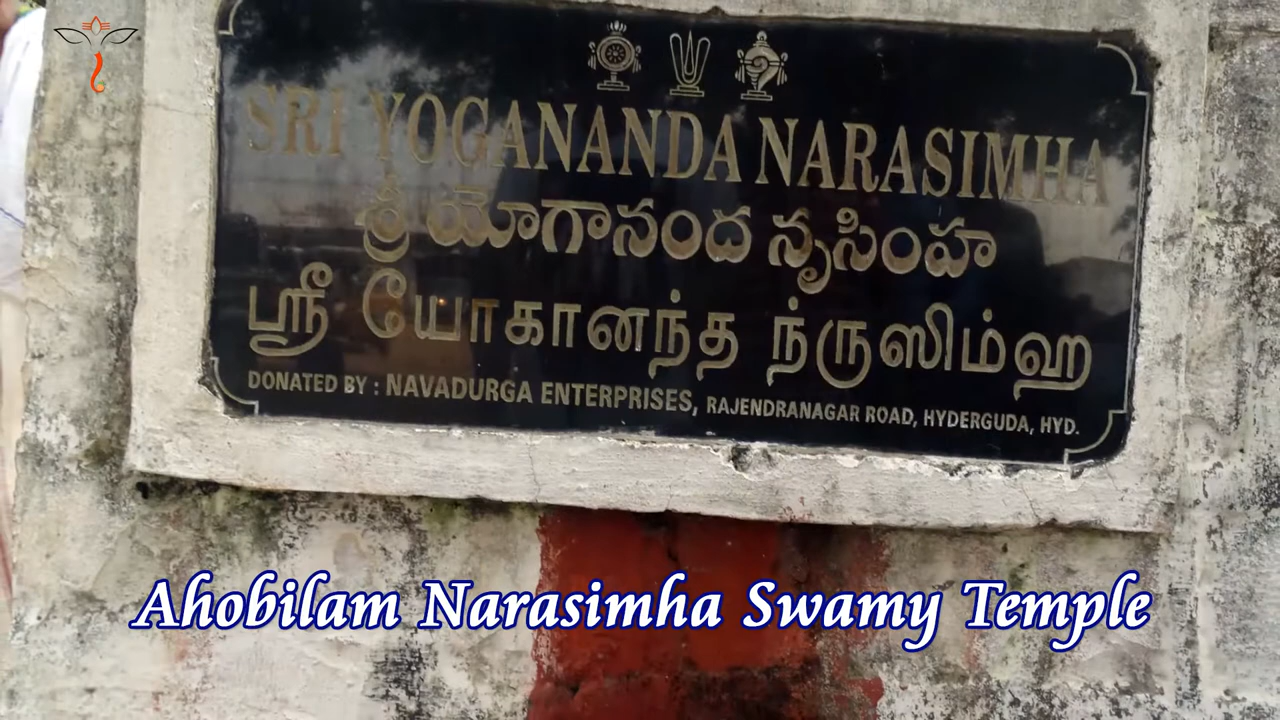 SRI YOGANANDA NARASIMHA
శ్రీ యోగానంద నృసింహ
ஸ்ரீ யோகானந்த ந்ருஸிம்ஹ
DONATED BY : NAVADURGA ENTERPRISES, RAJENDRANAGAR ROAD, HYDERGUDA, HYD.
Ahobilam Narasimha Swamy Temple